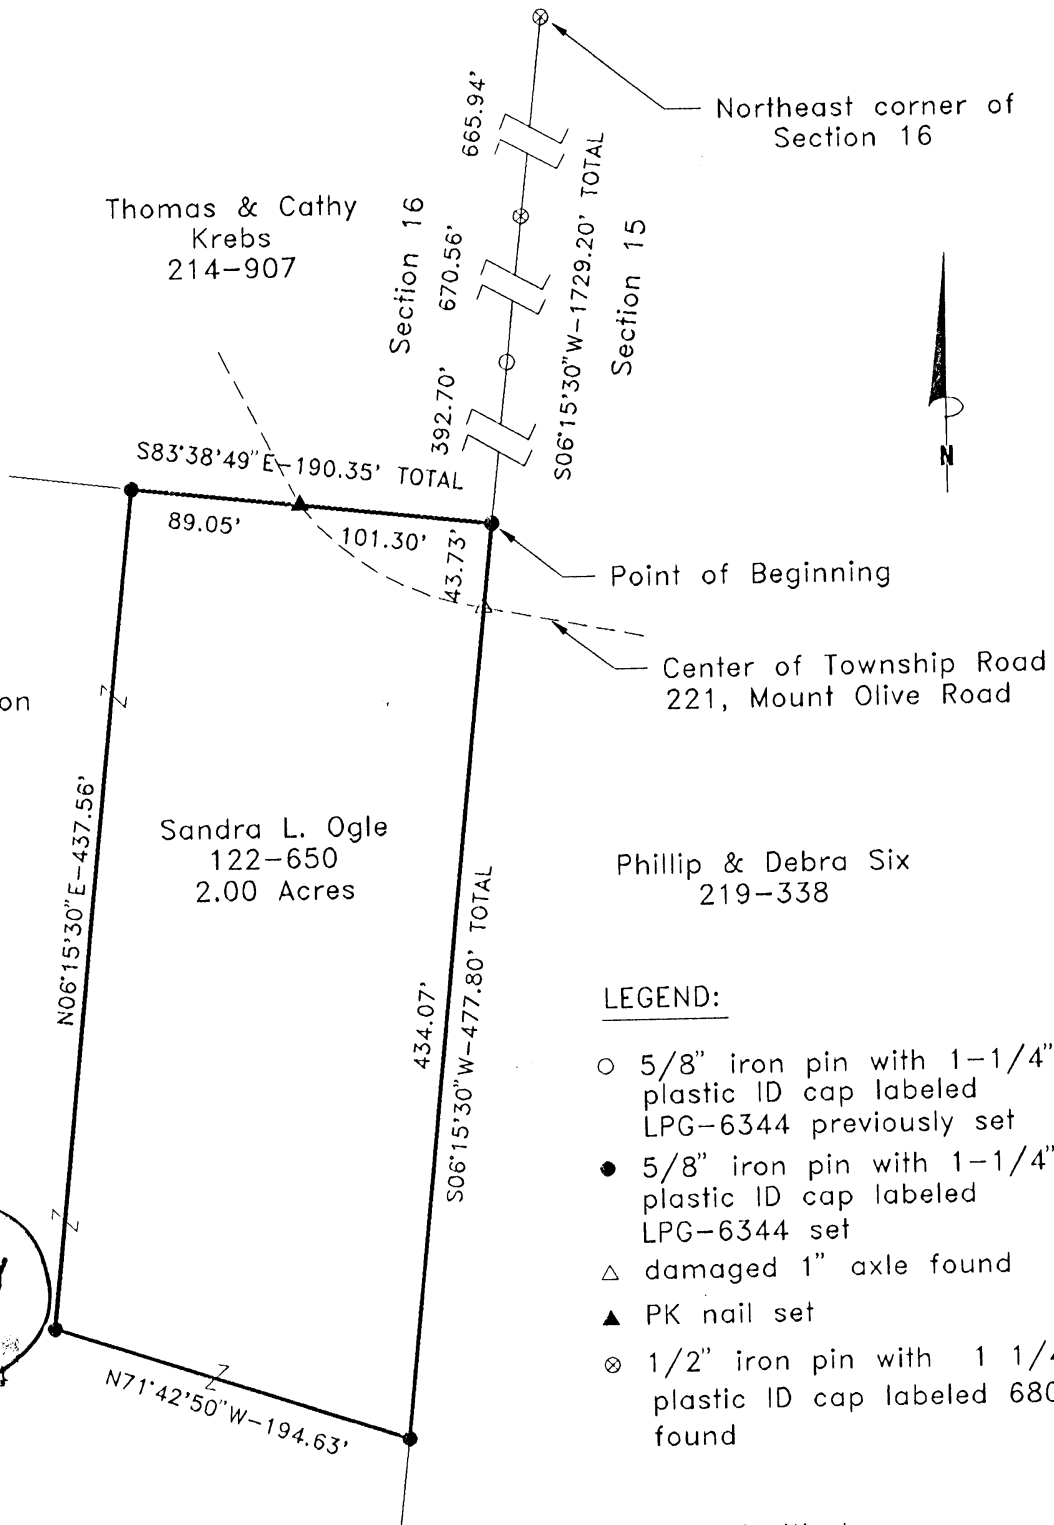 Northeast corner of
Section 16
665.94'
Thomas & Cathy
Krebs
214-907
Section 16
670.56'
S06°15'30"W-1729.20' TOTAL
Section 15
392.70'
S83°38'49"E-190.35' TOTAL
N
89.05'
101.30'
43.73'
Point of Beginning
Center of Township Road
221, Mount Olive Road
on
N06°15'30"E-437.56'
Sandra L. Ogle
122-650
2.00 Acres
Phillip & Debra Six
219-338
434.07'
S06°15'30"W-477.80' TOTAL
LEGEND:
5/8" iron pin with 1-1/4"
plastic ID cap labeled
LPG-6344 previously set
5/8" iron pin with 1-1/4"
plastic ID cap labeled
LPG-6344 set
damaged 1" axle found
PK nail set
1/2" iron pin with 1 1/4
plastic ID cap labeled 680
found
N71°42'50"W-194.63'